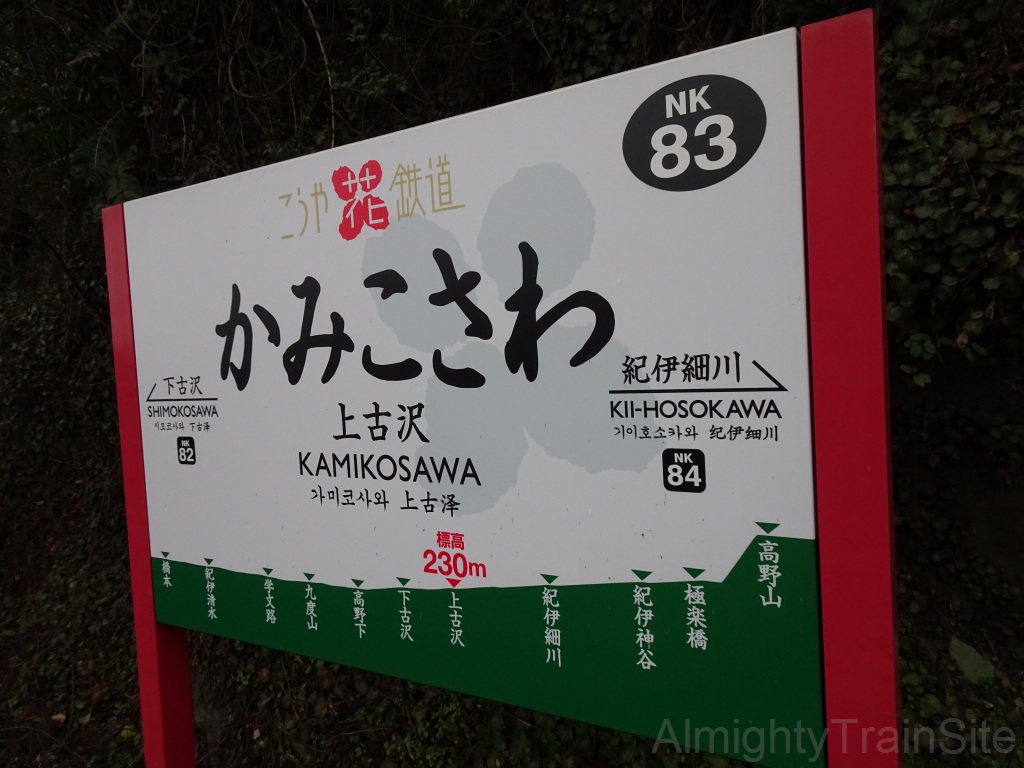 NK
83
こうや花鉄道
かみこさわ
上古沢
KAMIKOSAWA
가미코사와 上古泽
下古沢
SHIMOKOSAWA
시모코사와 下古泽
NK
82
紀伊細川
KII-HOSOKAWA
기이호소카와 纪伊细川
NK
84
標高
230m
橋本
紀伊清水
学文路
九度山
高野下
下古沢
上古沢
紀伊細川
紀伊神谷
極楽橋
高野山
AlmightyTrainSite